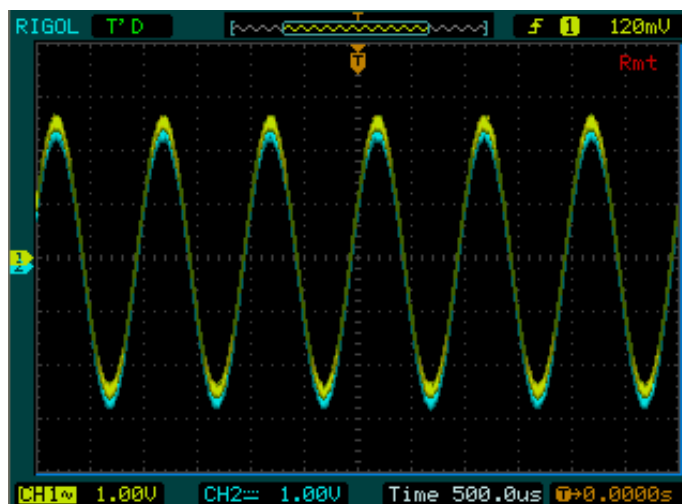 RIGOL T'D T ƒ 1 120mV
T
Rmt
1
2
CH1~ 1.00V CH2⎓ 1.00V Time 500.0us T→0.0000s